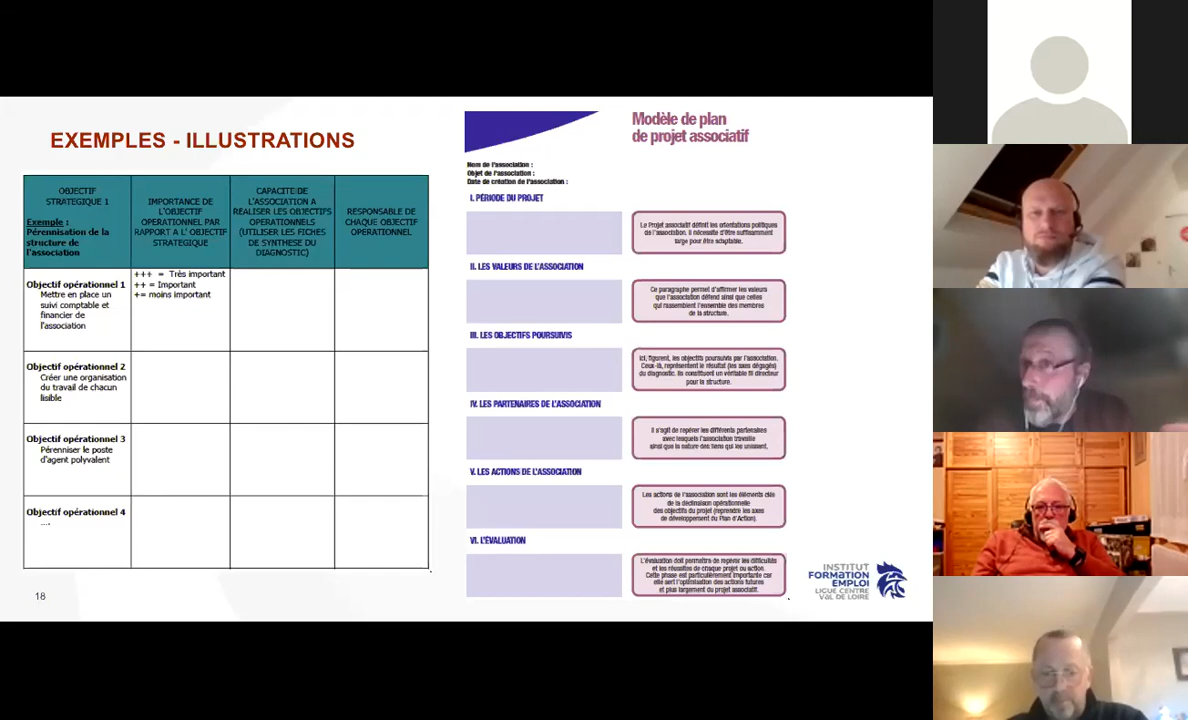 EXEMPLES - ILLUSTRATIONS
OBJECTIF
STRATEGIQUE 1
Exemple :
Pérennisation de la
structure de
l'association
IMPORTANCE DE
L'OBJECTIF
OPERATIONNEL PAR
RAPPORT A L' OBJECTIF
STRATEGIQUE
CAPACITE DE
L'ASSOCIATION A
REALISER LES OBJECTIFS
OPERATIONNELS
(UTILISER LES FICHES
DE SYNTHESE DU
DIAGNOSTIC)
RESPONSABLE DE
CHAQUE OBJECTIF
OPERATIONNEL
Objectif opérationnel 1
Mettre en place un
suivi comptable et
financier de
l'association
+++ = Très important
++ = Important
+= moins important
Objectif opérationnel 2
Créer une organisation
du travail de chacun
lisible
Objectif opérationnel 3
Pérenniser le poste
d'agent polyvalent
Objectif opérationnel 4
....
18
Modèle de plan
de projet associatif
Nom de l'association :
Objet de l'association :
Date de création de l'association :
I. PÉRIODE DU PROJET
Le Projet associatif définit les orientations politiques
de l'association. Il nécessite d'être suffisamment
large pour être adaptable.
II. LES VALEURS DE L'ASSOCIATION
Ce paragraphe permet d'affirmer les valeurs
que l'association défend ainsi que celles
qui rassemblent l'ensemble des membres
de la structure.
III. LES OBJECTIFS POURSUIVIS
Ici, figurent, les objectifs poursuivis par l'association.
Ceux-là, représentent le résultat (les axes dégagés)
du diagnostic. Ils constituent un véritable fil directeur
pour la structure.
IV. LES PARTENAIRES DE L'ASSOCIATION
Il s'agit de repérer les différents partenaires
avec lesquels l'association travaille
ainsi que la nature des liens qui les unissent.
V. LES ACTIONS DE L'ASSOCIATION
Les actions de l'association sont les éléments clés
de la déclinaison opérationnelle
des objectifs du projet (reprendre les axes
de développement du Plan d'Action).
VI. L'ÉVALUATION
L'évaluation doit permettre de repérer les difficultés
et les réussites de chaque projet ou action.
Cette phase est particulièrement importante car
elle sert l'optimisation des actions futures
et plus largement du projet associatif.
INSTITUT
FORMATION
EMPLOI
LIGUE CENTRE
VAL DE LOIRE